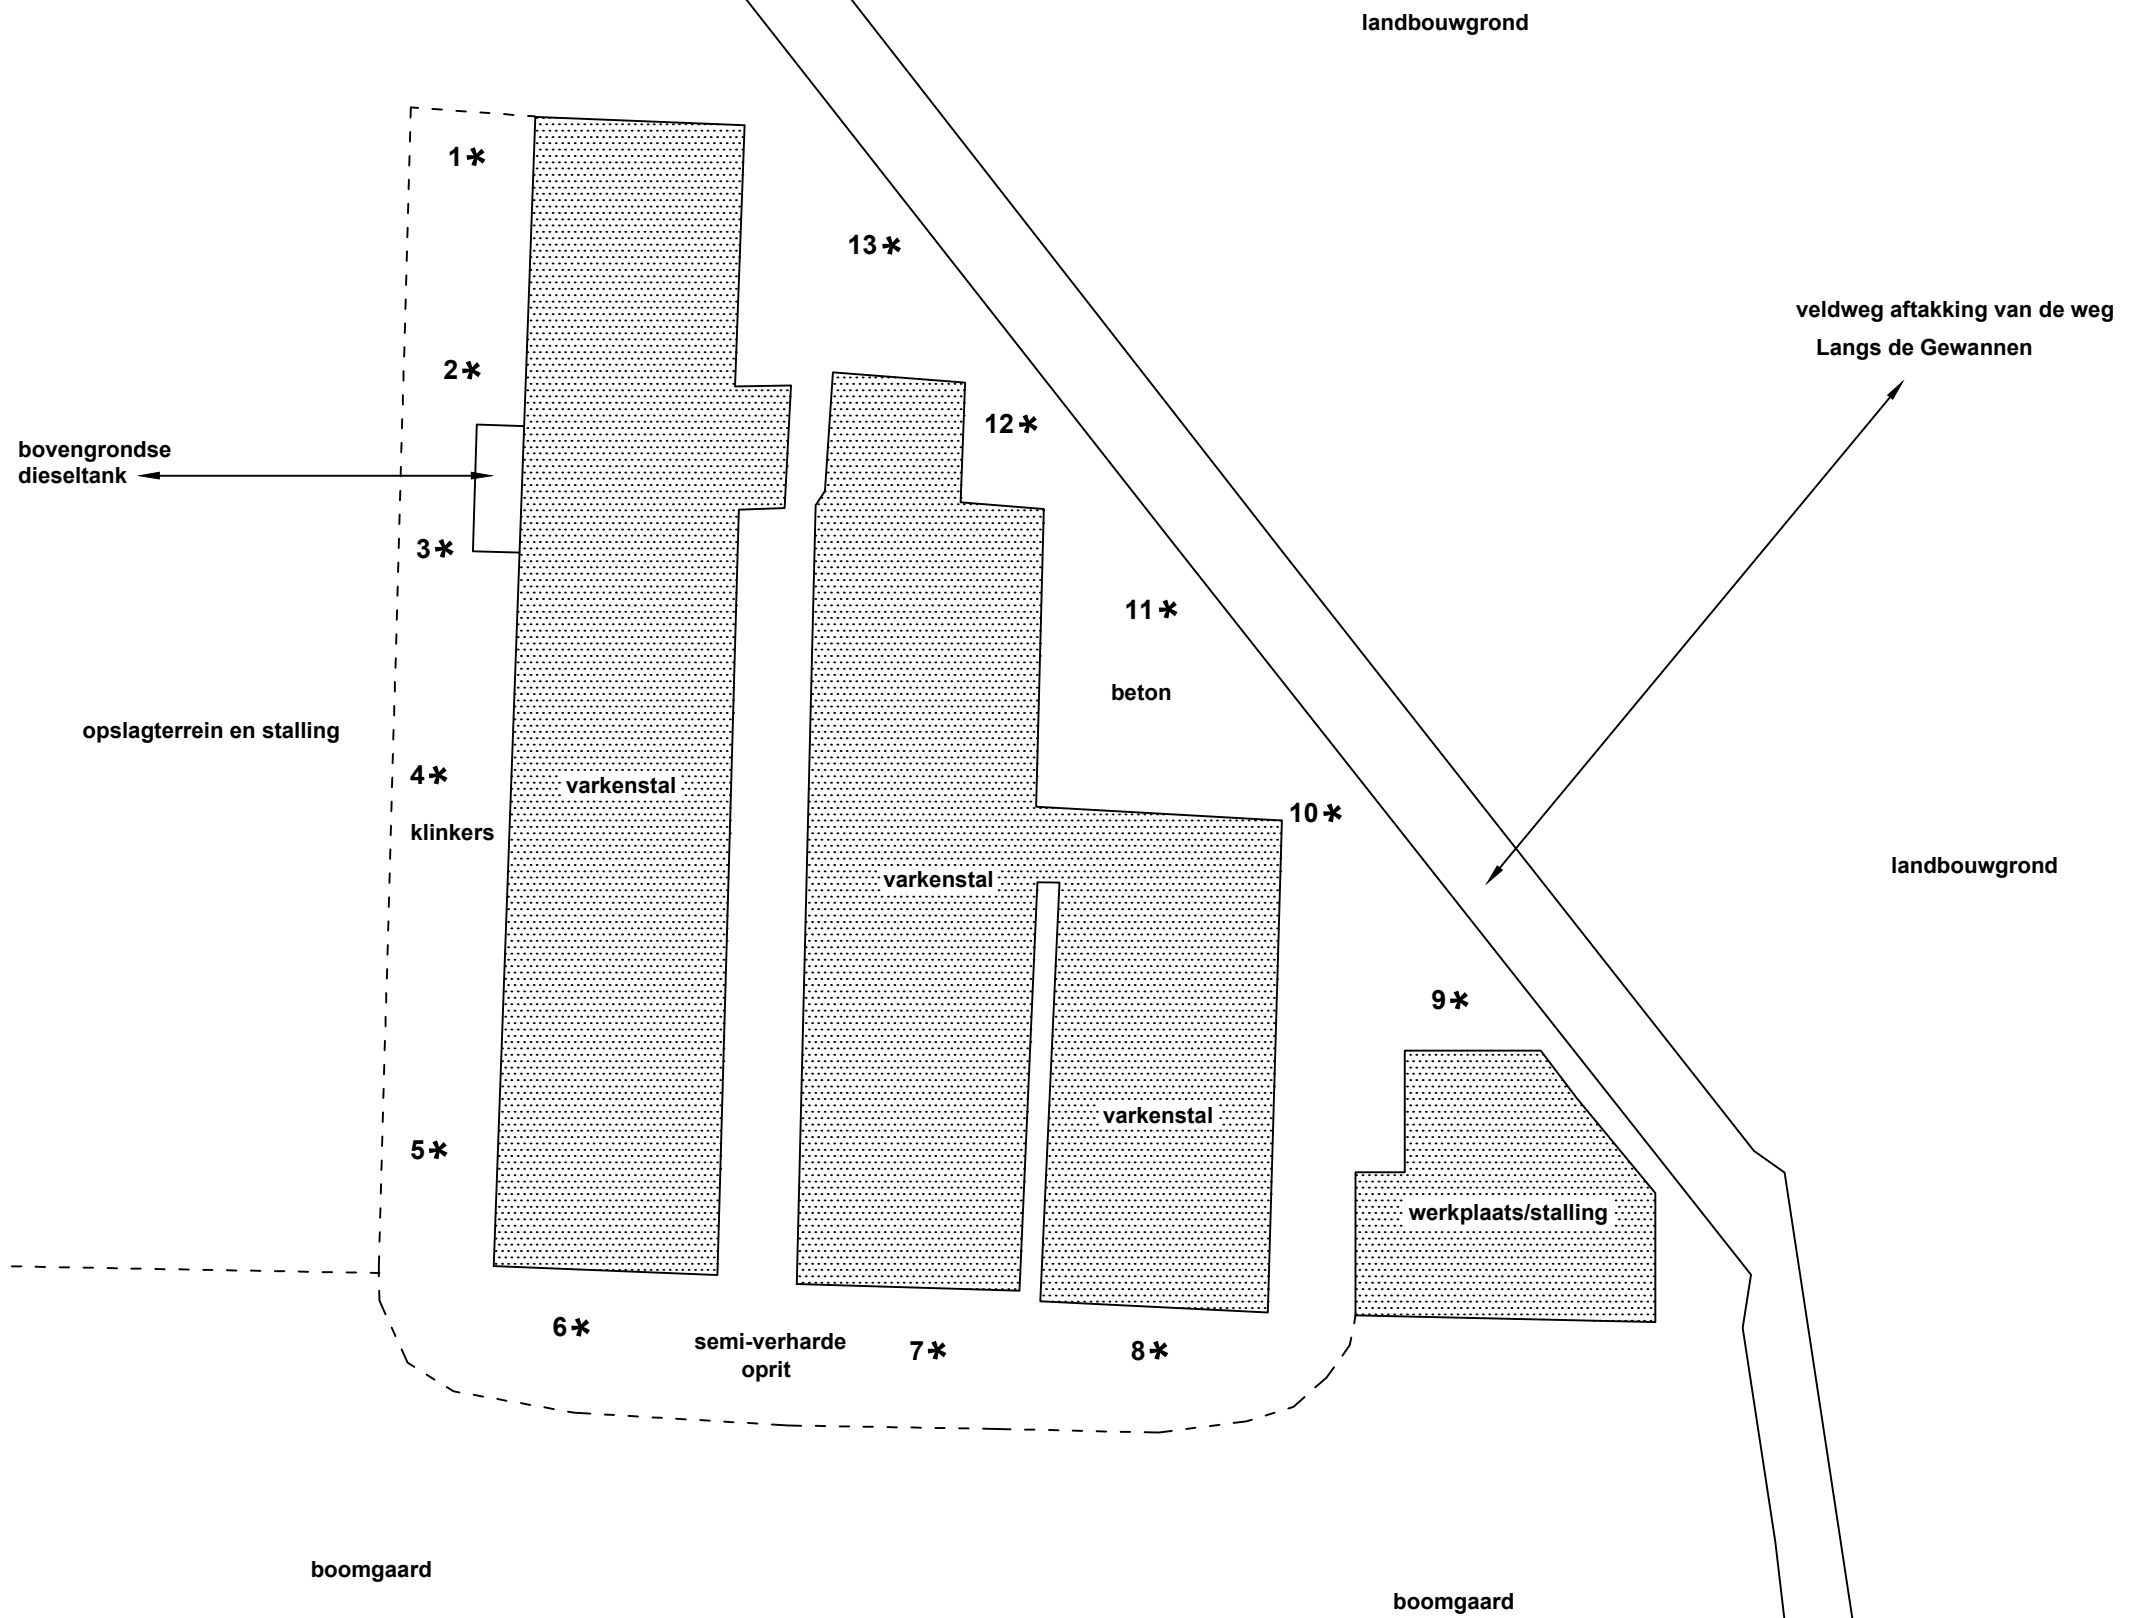 landbouwgrond
1*
13*
veldweg aftakking van de weg
Langs de Gewannen
2*
12*
bovengrondse
dieseltank
3*
11*
beton
opslagterrein en stalling
4*
varkenstal
10*
klinkers
varkenstal
landbouwgrond
9*
varkenstal
5*
werkplaats/stalling
6*
semi-verharde
oprit
7*
8*
boomgaard
boomgaard